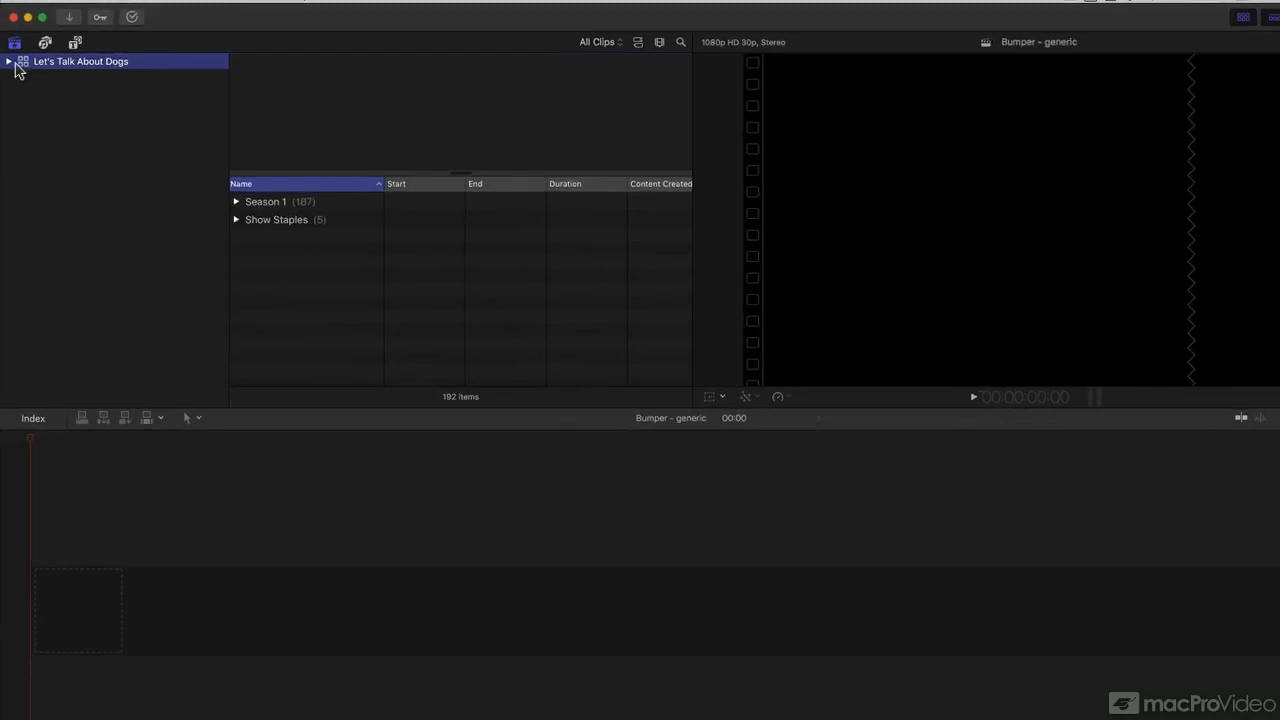 All Clips
1080p HD 30p, Stereo
Bumper - generic
Let's Talk About Dogs
Name
Start
End
Duration
Content Created
Season 1 (187)
Show Staples (5)
192 items
00:00:00:00
Index
Bumper - generic
00:00
macProVideo